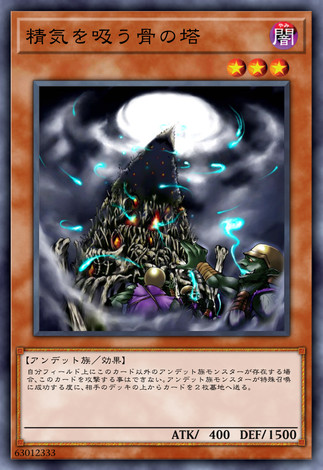 精気を吸う骨の塔
やみ
闇
【アンデット族／効果】
自分フィールド上にこのカード以外のアンデット族モンスターが存在する場
合、このカードを攻撃する事はできない。アンデット族モンスターが特殊召喚
に成功する度に、相手のデッキの上からカードを２枚墓地へ送る。
ATK/ 400 DEF/1500
63012333